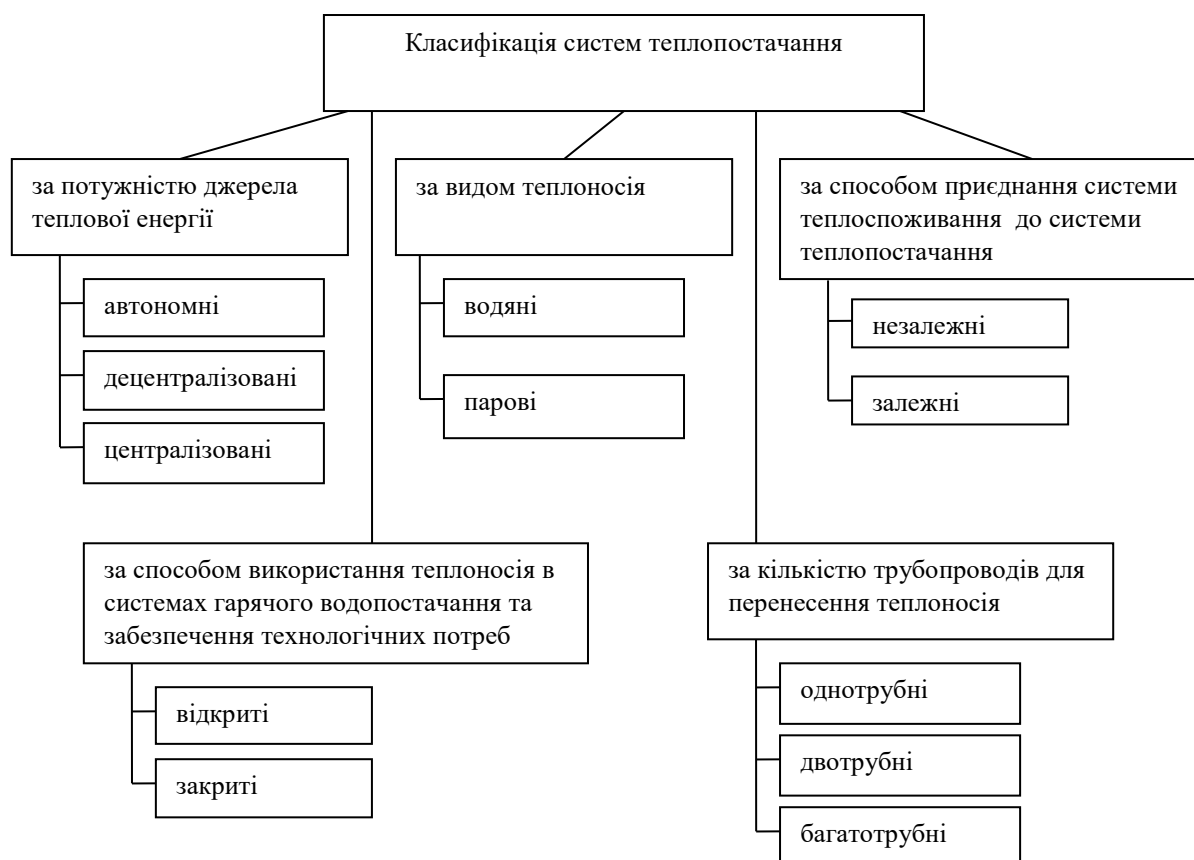 Класифікація систем теплопостачання
за потужністю джерела
теплової енергії
автономні
децентралізовані
централізовані
за видом теплоносія
водяні
парові
за способом приєднання системи
теплоспоживання до системи
теплопостачання
незалежні
залежні
за способом використання теплоносія в
системах гарячого водопостачання та
забезпечення технологічних потреб
відкриті
закриті
за кількістю трубопроводів для
перенесення теплоносія
однотрубні
двотрубні
багатотрубні